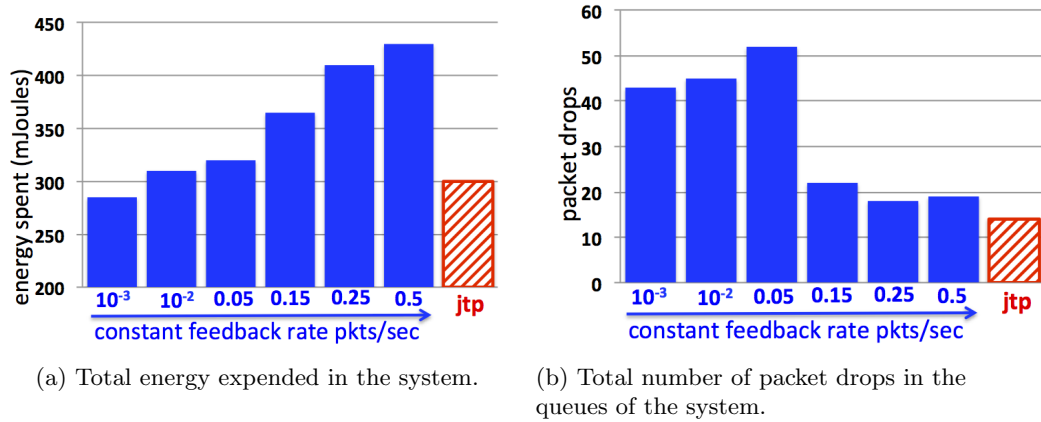 450
400
350
300
250
200
energy spent (mJoules)
10⁻³ 10⁻² 0.05 0.15 0.25 0.5 jtp
constant feedback rate pkts/sec
(a) Total energy expended in the system.
60
50
40
30
20
10
0
packet drops
10⁻³ 10⁻² 0.05 0.15 0.25 0.5 jtp
constant feedback rate pkts/sec
(b) Total number of packet drops in the
queues of the system.